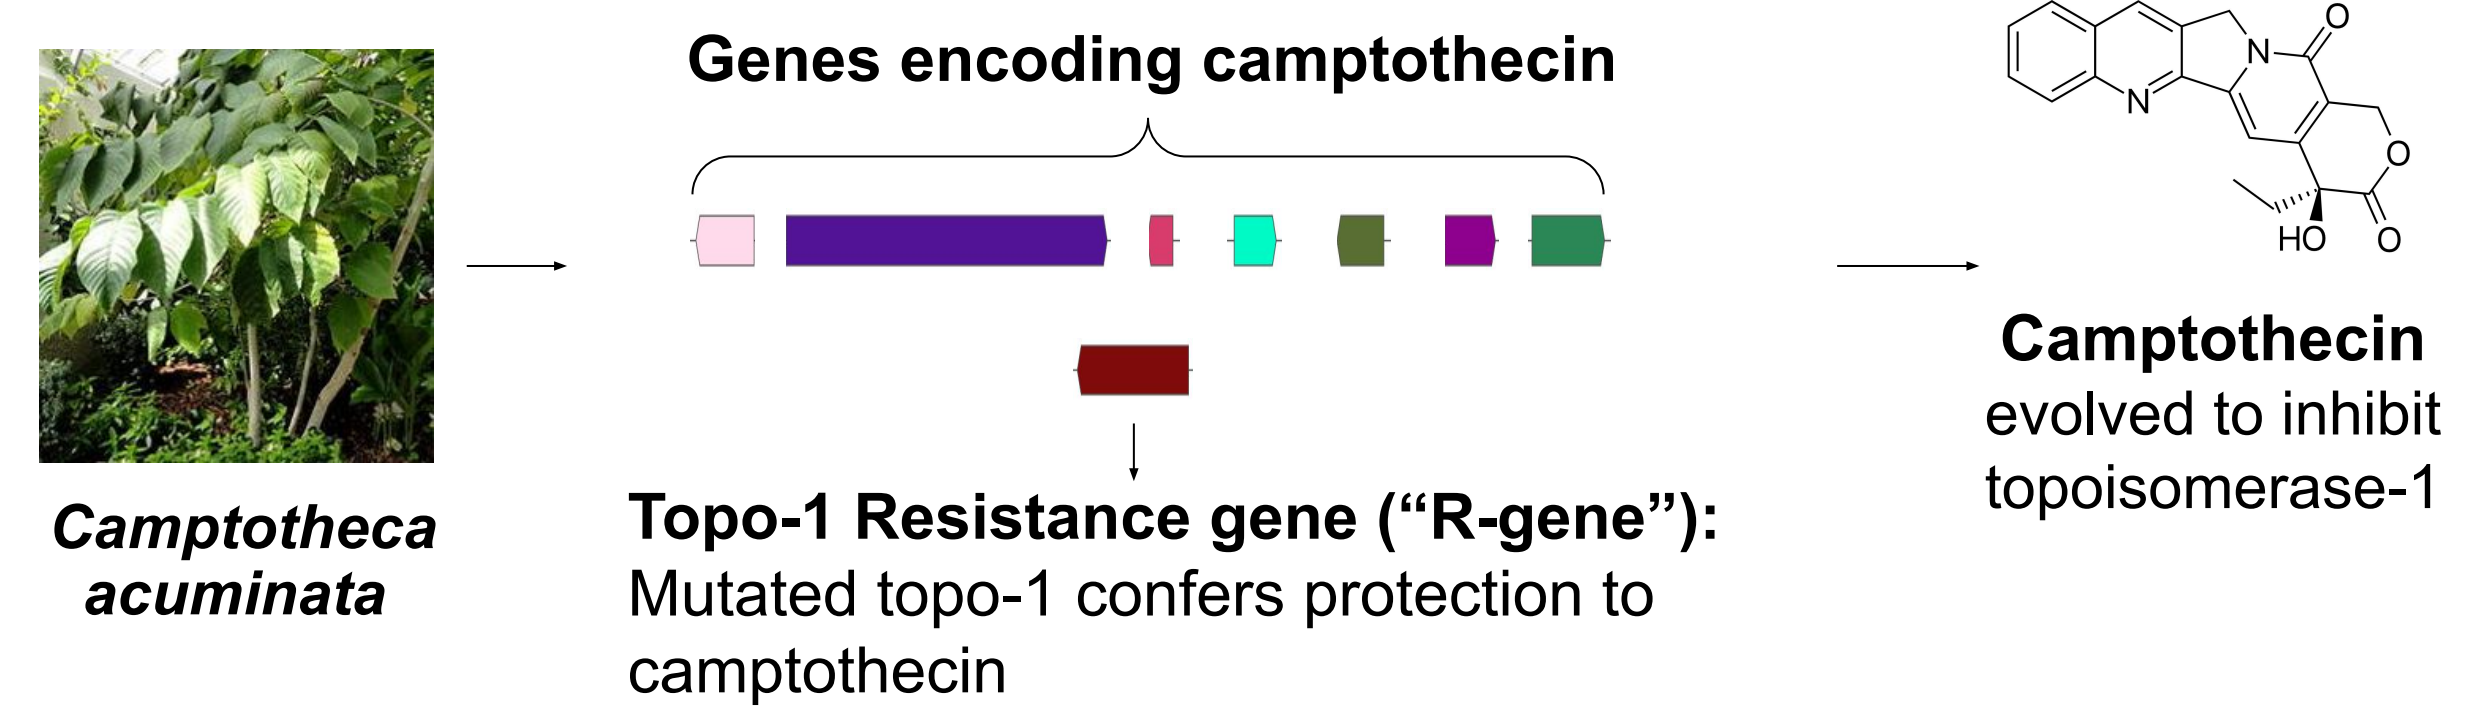 Genes encoding camptothecin
Camptotheca
acuminata
Topo-1 Resistance gene (“R-gene”):
Mutated topo-1 confers protection to
camptothecin
O
N
N
O
O
HO
Camptothecin
evolved to inhibit
topoisomerase-1